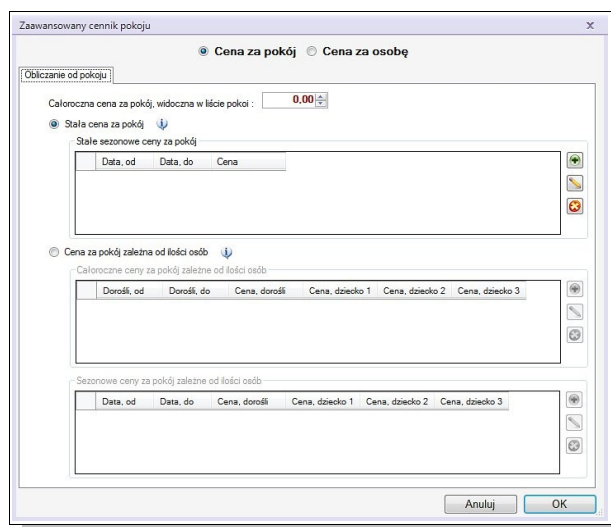 Zaawansowany cennik pokoju x
Cena za pokój Cena za osobę
Obliczanie od pokoju
Całoroczna cena za pokój, widoczna w liście pokoi : 0,00
Stała cena za pokój
Stałe sezonowe ceny za pokój
Data, od Data, do Cena
Cena za pokój zależna od ilości osób
Całoroczne ceny za pokój zależne od ilości osób
Dorośli, od Dorośli, do Cena, dorośli Cena, dziecko 1 Cena, dziecko 2 Cena, dziecko 3
Sezonowe ceny za pokój zależne od ilości osób
Data, od Data, do Cena, dorośli Cena, dziecko 1 Cena, dziecko 2 Cena, dziecko 3
Anuluj OK